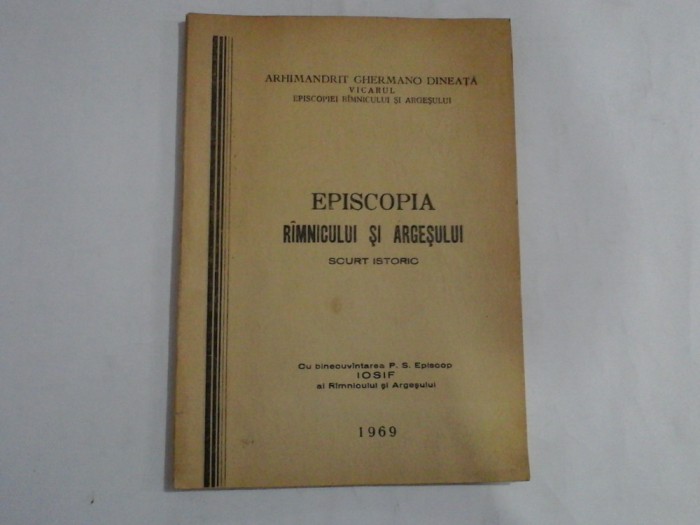 ARHIMANDRIT GHERMANO DINEAȚĂ
VICARUL
EPISCOPIEI RÎMNICULUI ȘI ARGEȘULUI
EPISCOPIA
RÎMNICULUI ȘI ARGEȘULUI
SCURT ISTORIC
Cu binecuvîntarea P. S. Episcop
IOSIF
al Rîmnicului și Argeșului
1969